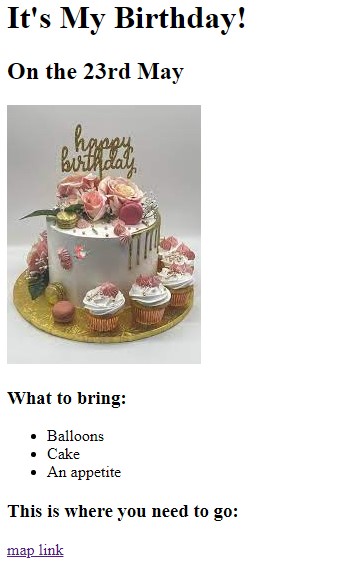 It's My Birthday!
On the 23rd May
happy
birthday
What to bring:
Balloons
Cake
An appetite
This is where you need to go:
map link